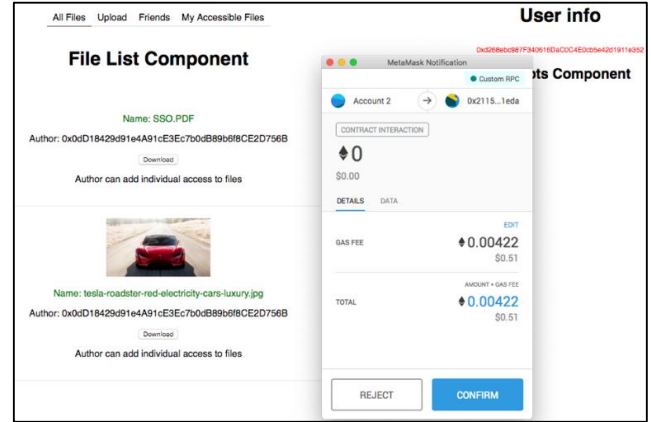 All Files Upload Friends My Accessible Files
File List Component
Name: SSO.PDF
Author: 0x0dD18429d91e4A91cE3Ec7b0dB89b6f8CE2D756B
Download
Author can add individual access to files
Name: tesla-roadster-red-electricity-cars-luxury.jpg
Author: 0x0dD18429d91e4A91cE3Ec7b0dB89b6f8CE2D756B
Download
Author can add individual access to files
User info
ots Component
MetaMask Notification
Custom RPC
Account 2 → 0x2115...1eda
CONTRACT INTERACTION
0
$0.00
DETAILS DATA
EDIT
GAS FEE 0.00422
$0.51
AMOUNT + GAS FEE
TOTAL 0.00422
$0.51
REJECT CONFIRM